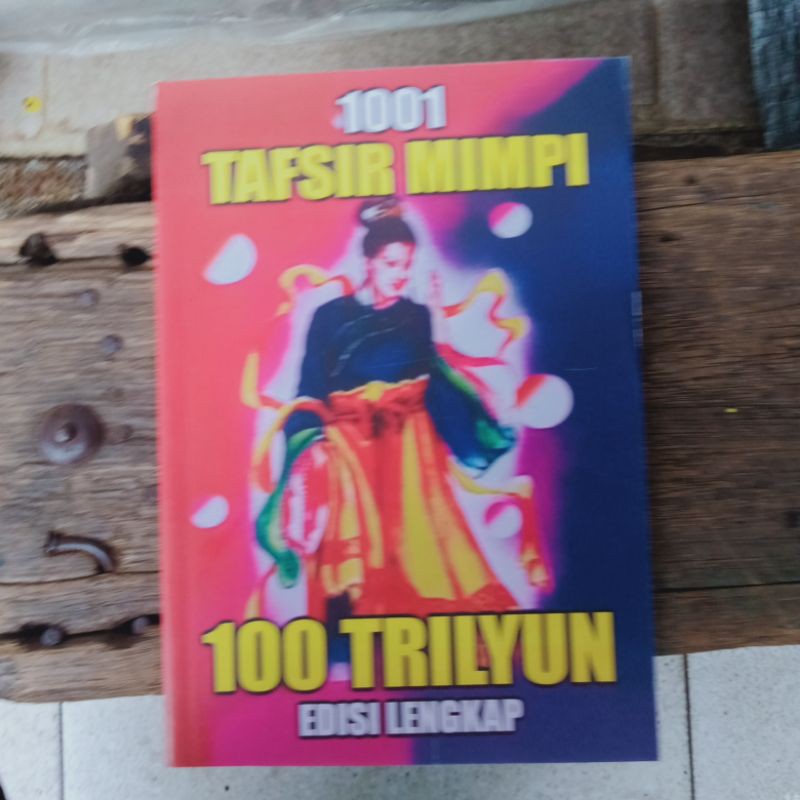 1001
TAFSIR MIMPI
100 TRILYUN
EDISI LENGKAP